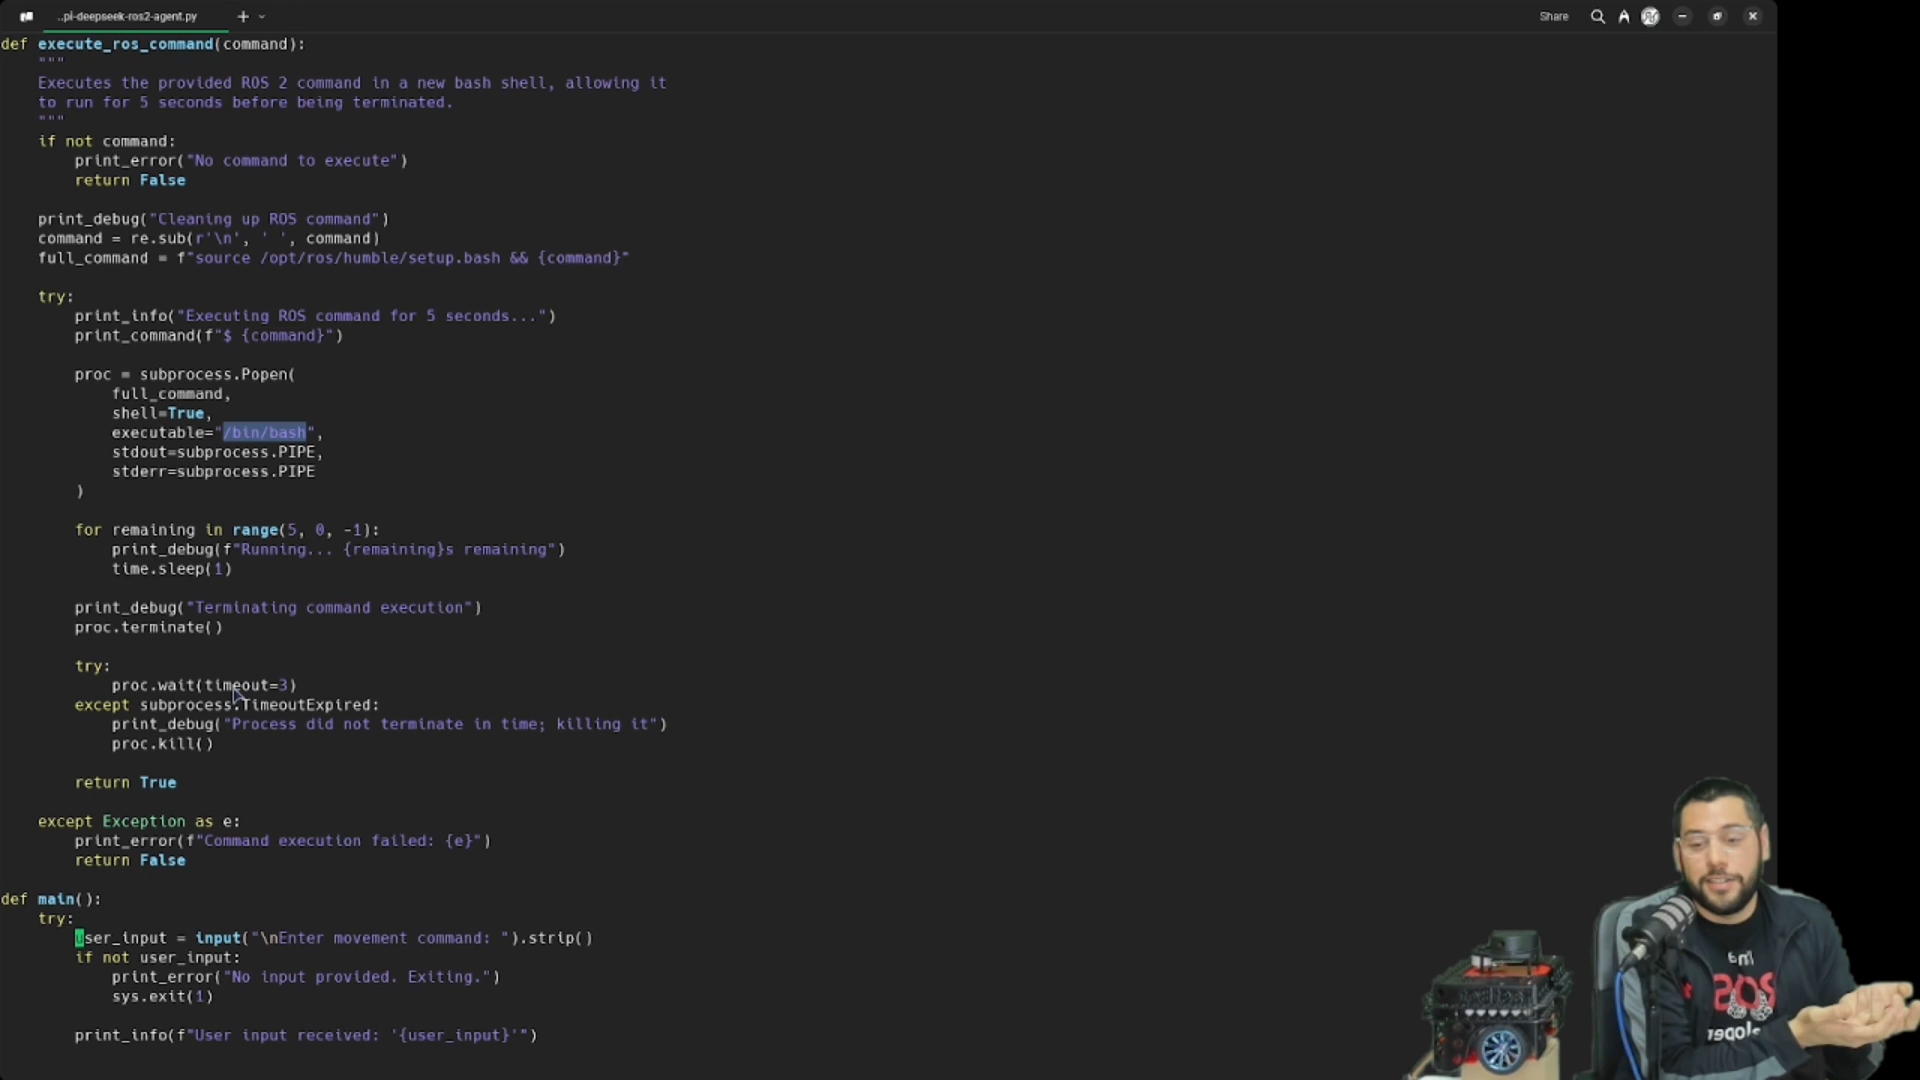 ..pi-deepseek-ros2-agent.py
Share
def execute_ros_command(command):
"""
Executes the provided ROS 2 command in a new bash shell, allowing it
to run for 5 seconds before being terminated.
"""
if not command:
print_error("No command to execute")
return False
print_debug("Cleaning up ROS command")
command = re.sub(r'\n', ' ', command)
full_command = f"source /opt/ros/humble/setup.bash && {command}"
try:
print_info("Executing ROS command for 5 seconds...")
print_command(f"$ {command}")
proc = subprocess.Popen(
full_command,
shell=True,
executable="/bin/bash",
stdout=subprocess.PIPE,
stderr=subprocess.PIPE
)
for remaining in range(5, 0, -1):
print_debug(f"Running... {remaining}s remaining")
time.sleep(1)
print_debug("Terminating command execution")
proc.terminate()
try:
proc.wait(timeout=3)
except subprocess.TimeoutExpired:
print_debug("Process did not terminate in time; killing it")
proc.kill()
return True
except Exception as e:
print_error(f"Command execution failed: {e}")
return False
def main():
try:
user_input = input("\nEnter movement command: ").strip()
if not user_input:
print_error("No input provided. Exiting.")
sys.exit(1)
print_info(f"User input received: '{user_input}'")